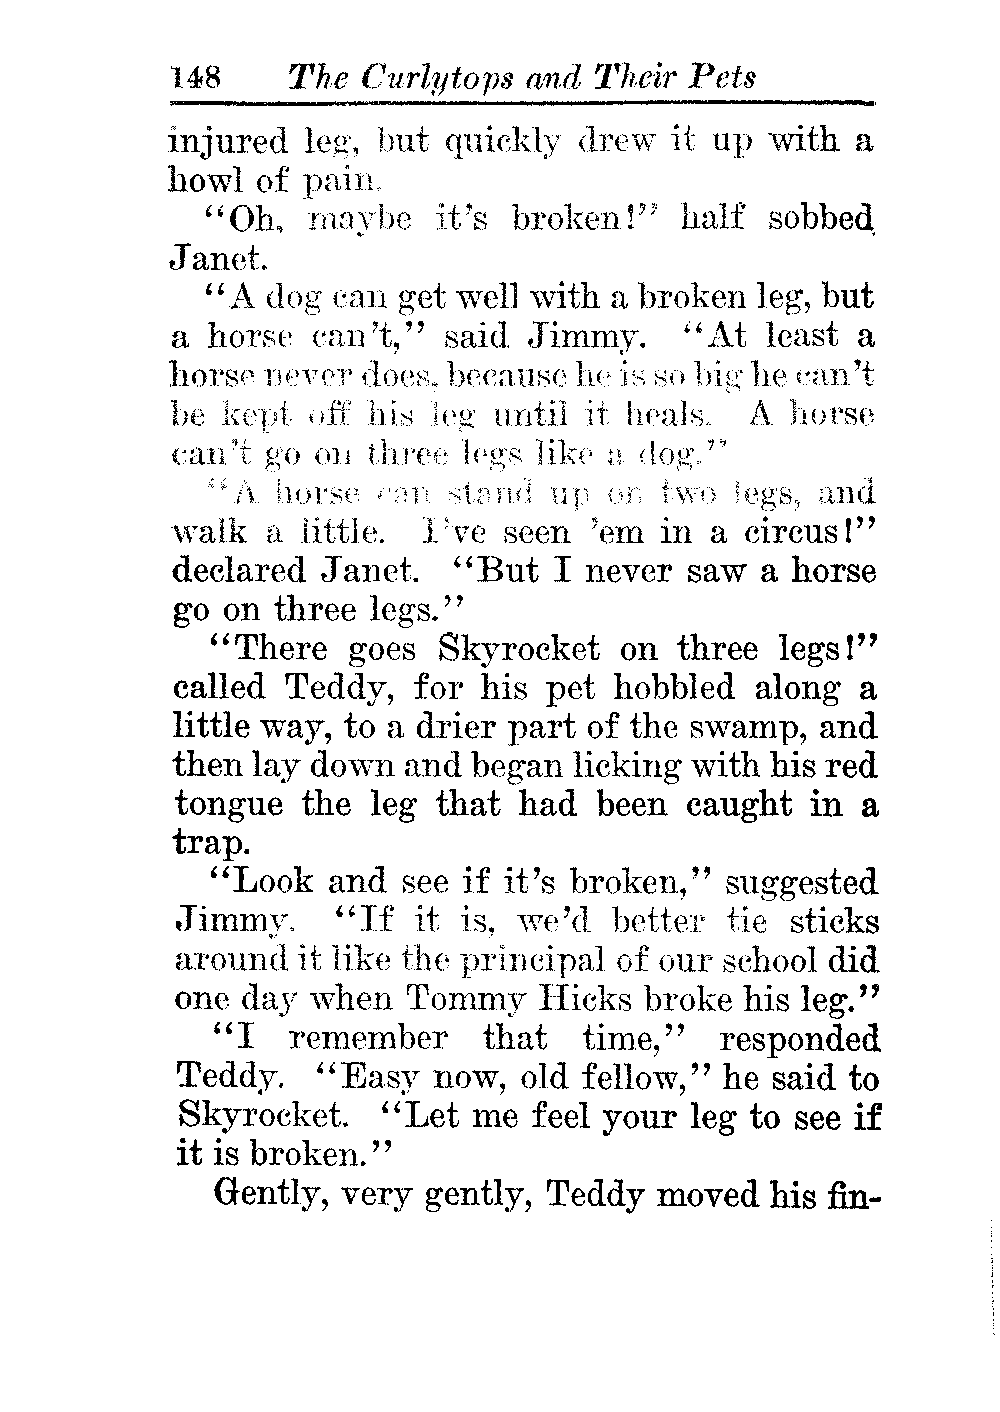 148 The Curlytops and Their Pets
injured leg, but quickly drew it up with a
howl of pain.
“Oh, maybe it’s broken!” half sobbed
Janet.
“A dog can get well with a broken leg, but
a horse can’t,” said Jimmy. “At least a
horse never does, because he is so big he can’t
be kept off his leg until it heals. A horse
can’t go on three legs like a dog.”
“A horse can stand up on two legs, and
walk a little. I’ve seen ’em in a circus!”
declared Janet. “But I never saw a horse
go on three legs.”
“There goes Skyrocket on three legs!”
called Teddy, for his pet hobbled along a
little way, to a drier part of the swamp, and
then lay down and began licking with his red
tongue the leg that had been caught in a
trap.
“Look and see if it’s broken,” suggested
Jimmy. “If it is, we’d better tie sticks
around it like the principal of our school did
one day when Tommy Hicks broke his leg.”
“I remember that time,” responded
Teddy. “Easy now, old fellow,” he said to
Skyrocket. “Let me feel your leg to see if
it is broken.”
Gently, very gently, Teddy moved his fin-